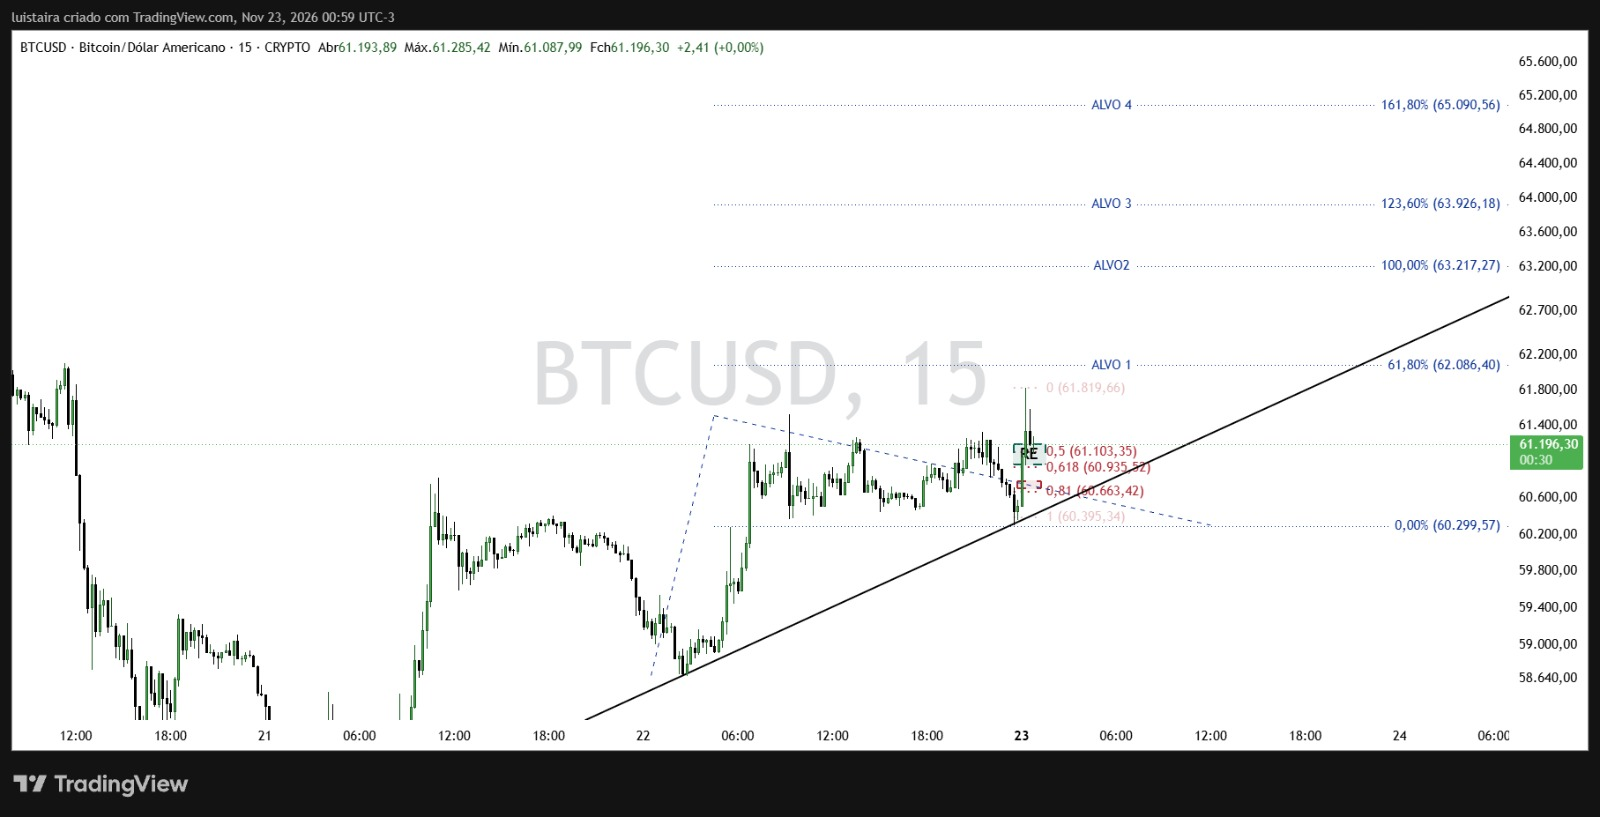 luistaira criado com TradingView.com, Nov 23, 2026 00:59 UTC-3
BTCUSD · Bitcoin/Dólar Americano · 15 · CRYPTO Abr61.193,89 Máx.61.285,42 Mín.61.087,99 Fch61.196,30 +2,41 (+0,00%)
65.600,00
65.200,00
ALVO 4 161,80% (65.090,56)
64.800,00
64.400,00
64.000,00
ALVO 3 123,60% (63.926,18)
63.600,00
ALVO2 100,00% (63.217,27) 63.200,00
62.700,00
62.200,00
BTCUSD, 15
ALVO 1 61,80% (62.086,40)
0 (61.819,66) 61.800,00
61.400,00
61.196,30
00:30
RE 0,5 (61.103,35)
0,618 (60.935,52)
0,81 (60.663,42)
60.600,00
1 (60.395,34)
0,00% (60.299,57)
60.200,00
59.800,00
59.400,00
59.000,00
58.640,00
12:00 18:00 21 06:00 12:00 18:00 22 06:00 12:00 18:00 23 06:00 12:00 18:00 24 06:00
TradingView